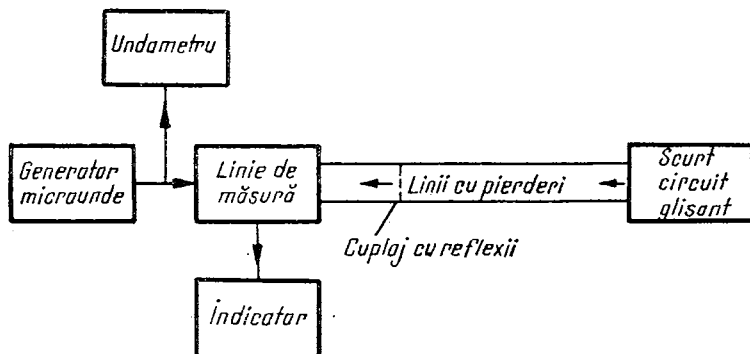 Undametru
Generator
microunde
Linie de
măsură
Linii cu pierderi
Scurt
circuit
glisant
Cuplaj cu reflexii
Indicator